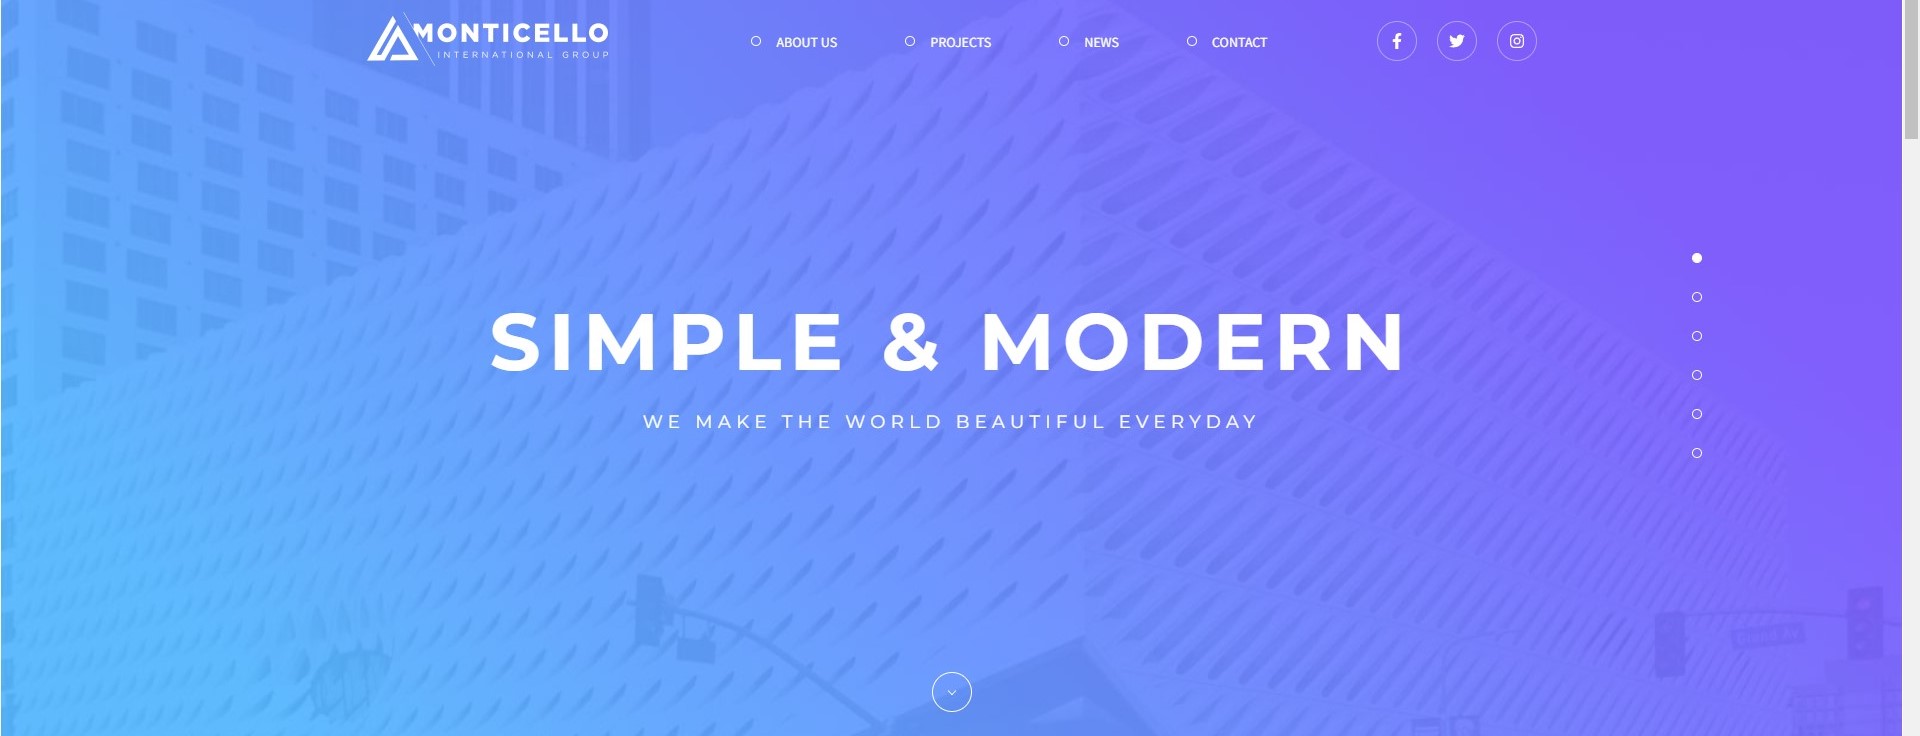 MONTICELLO
INTERNATIONAL GROUP
ABOUT US
PROJECTS
NEWS
CONTACT
SIMPLE & MODERN
WE MAKE THE WORLD BEAUTIFUL EVERYDAY